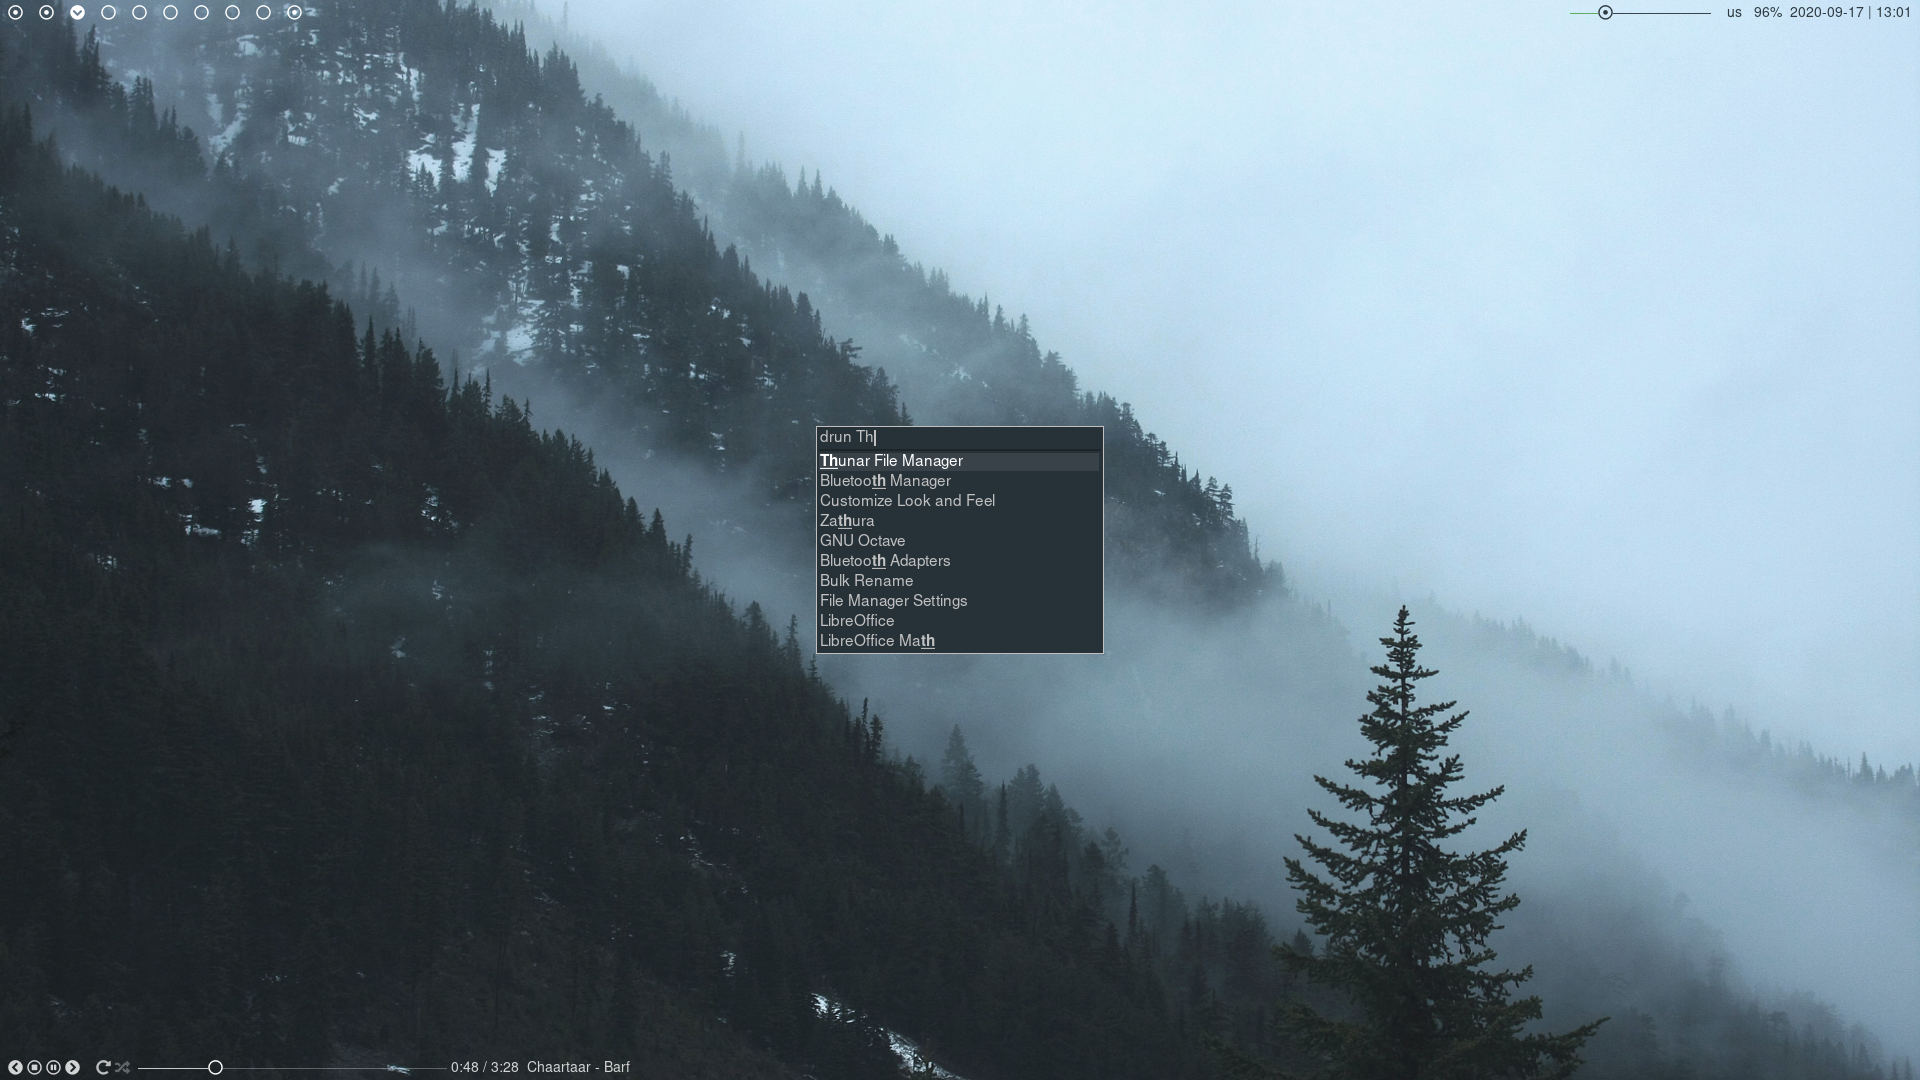 us 96% 2020-09-17 | 13:01
drun Th
Thunar File Manager
Bluetooth Manager
Customize Look and Feel
Zathura
GNU Octave
Bluetooth Adapters
Bulk Rename
File Manager Settings
LibreOffice
LibreOffice Math
0:48 / 3:28 Chaartaar - Barf